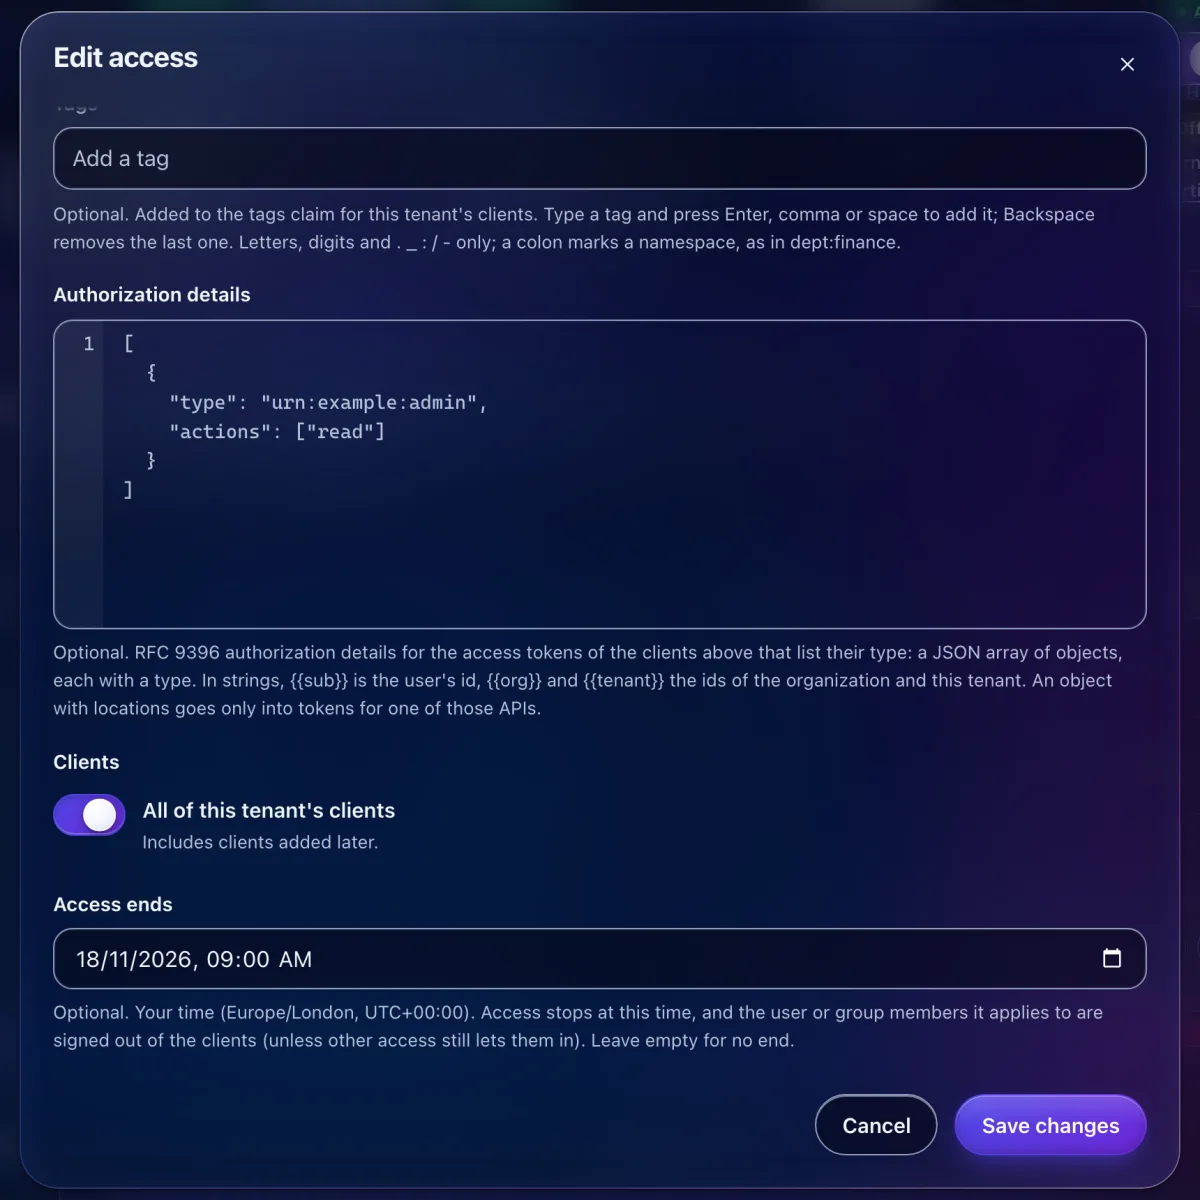 Edit access
Tags
Add a tag
Optional. Added to the tags claim for this tenant's clients. Type a tag and press Enter, comma or space to add it; Backspace
removes the last one. Letters, digits and . _ : / - only; a colon marks a namespace, as in dept:finance.
Authorization details
1 [
{
"type": "urn:example:admin",
"actions": ["read"]
}
]
Optional. RFC 9396 authorization details for the access tokens of the clients above that list their type: a JSON array of objects,
each with a type. In strings, {{sub}} is the user's id, {{org}} and {{tenant}} the ids of the organization and this tenant. An object
with locations goes only into tokens for one of those APIs.
Clients
All of this tenant's clients
Includes clients added later.
Access ends
18/11/2026, 09:00 AM
Optional. Your time (Europe/London, UTC+00:00). Access stops at this time, and the user or group members it applies to are
signed out of the clients (unless other access still lets them in). Leave empty for no end.
Cancel
Save changes